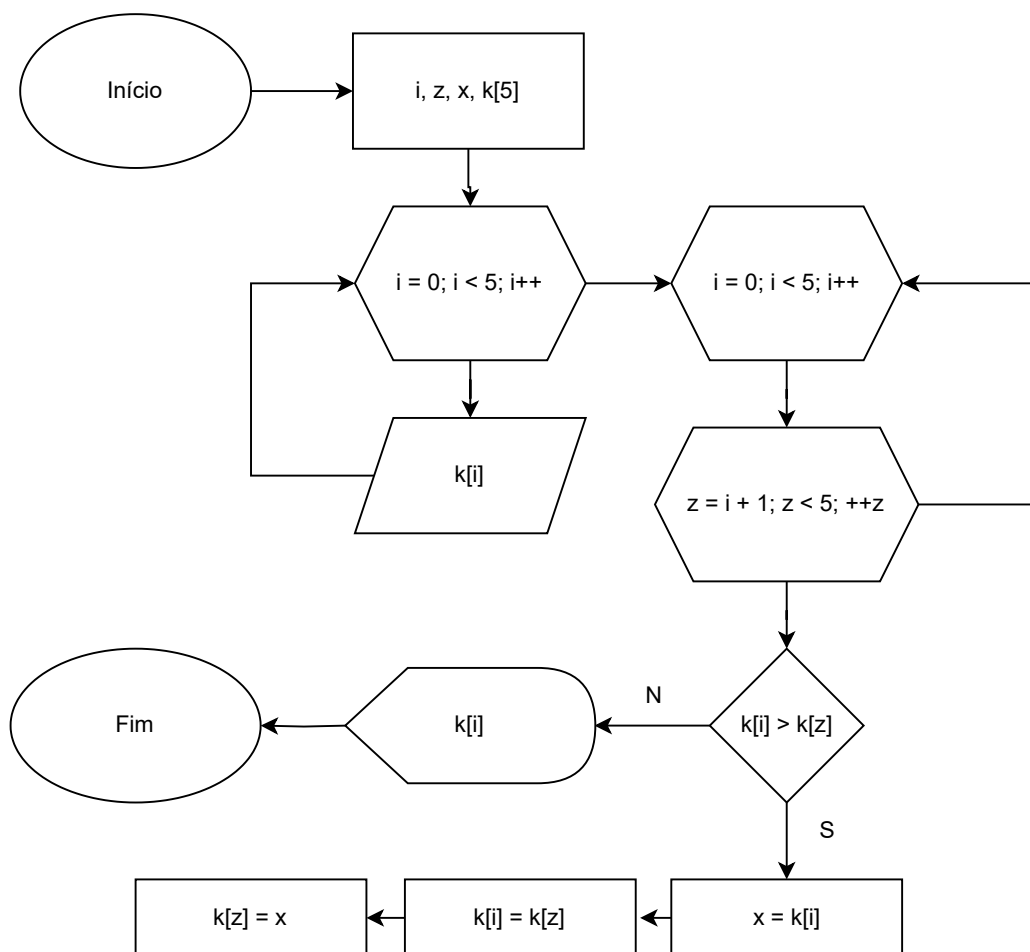 Início
i, z, x, k[5]
i = 0; i < 5; i++
i = 0; i < 5; i++
k[i]
z = i + 1; z < 5; ++z
N
Fim
k[i]
k[i] > k[z]
S
k[z] = x
k[i] = k[z]
x = k[i]